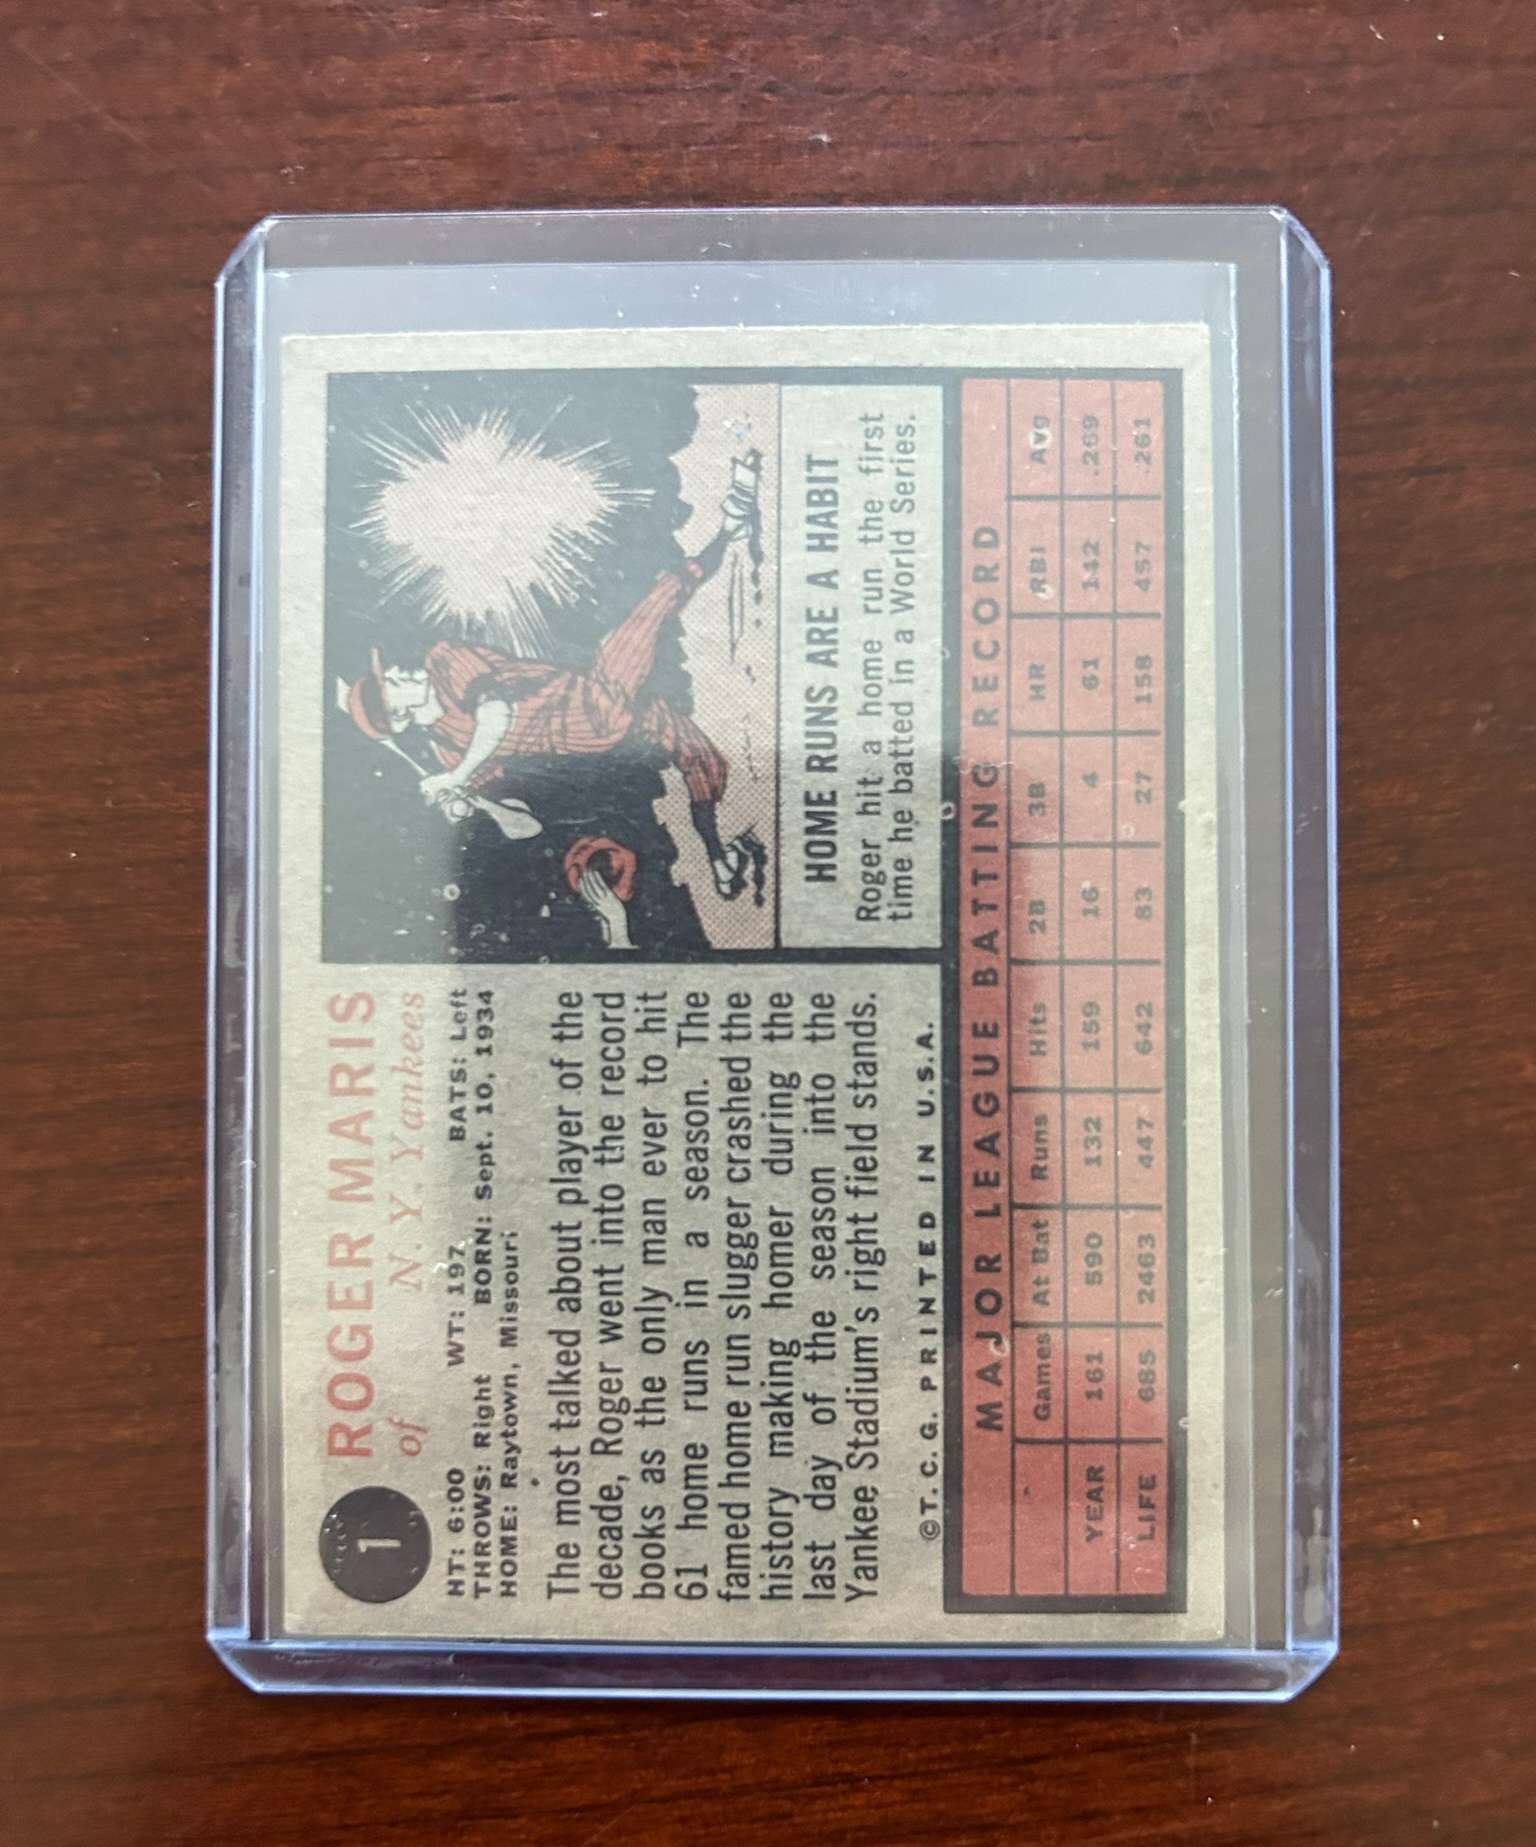 1
ROGER MARIS
of N. Y. Yankees
HT: 6:00 WT: 197 BATS: Left
THROWS: Right BORN: Sept. 10, 1934
HOME: Raytown, Missouri
The most talked about player of the
decade, Roger went into the record
books as the only man ever to hit
61 home runs in a season. The
famed home run slugger crashed the
history making homer during the
last day of the season into the
Yankee Stadium's right field stands.
©T. C. G. PRINTED IN U.S.A.
HOME RUNS ARE A HABIT
Roger hit a home run the first
time he batted in a World Series.
MAJOR LEAGUE BATTING RECORD
Games At Bat Runs Hits 2B 3B HR RBI Avg
YEAR 161 590 132 159 16 4 61 142 .269
LIFE 685 2463 447 642 83 27 158 457 .261